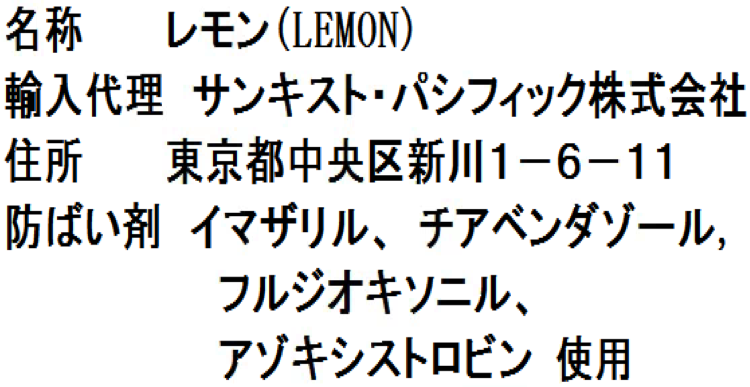 名称　　レモン(LEMON)
輸入代理　サンキスト・パシフィック株式会社
住所　　東京都中央区新川1－6－11
防ばい剤　イマザリル、チアベンダゾール,
フルジオキソニル、
アゾキシストロビン 使用